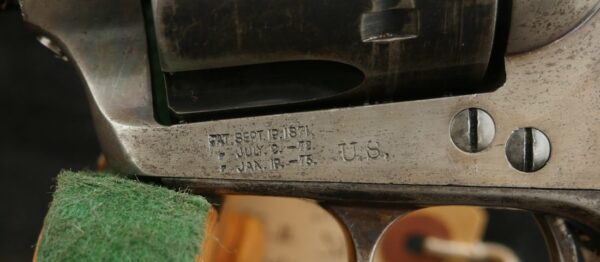 PAT. SEPT. 19. 1871.
" JULY. 2. -72. U.S.
" JAN. 19. -75.